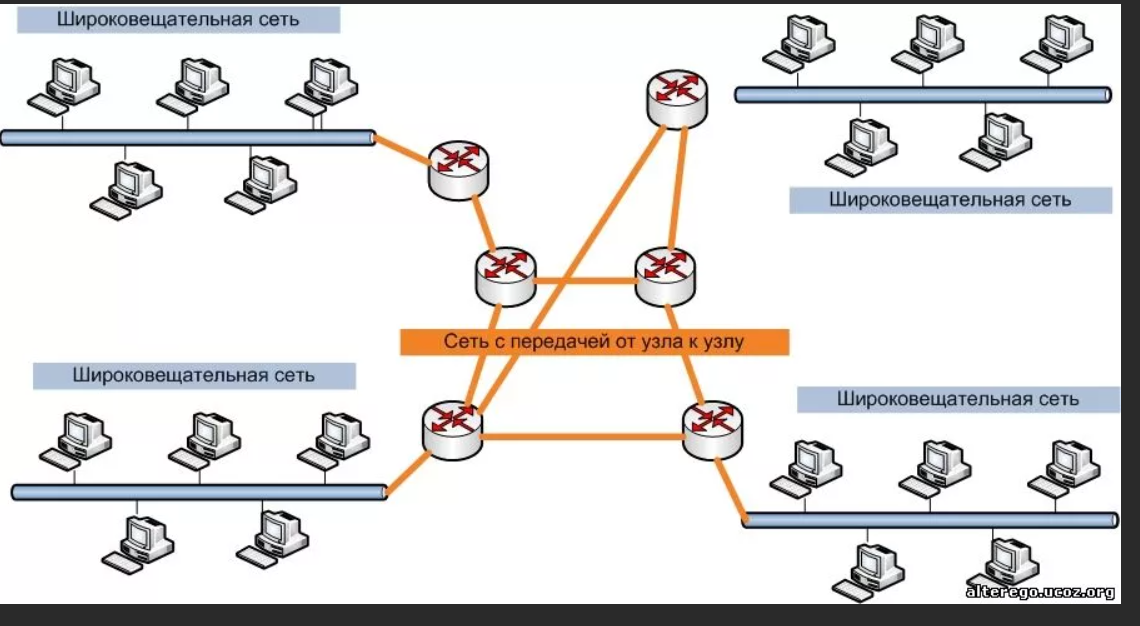 Широковещательная сеть
Широковещательная сеть
Сеть с передачей от узла к узлу
Широковещательная сеть
Широковещательная сеть
alterego.ucoz.org